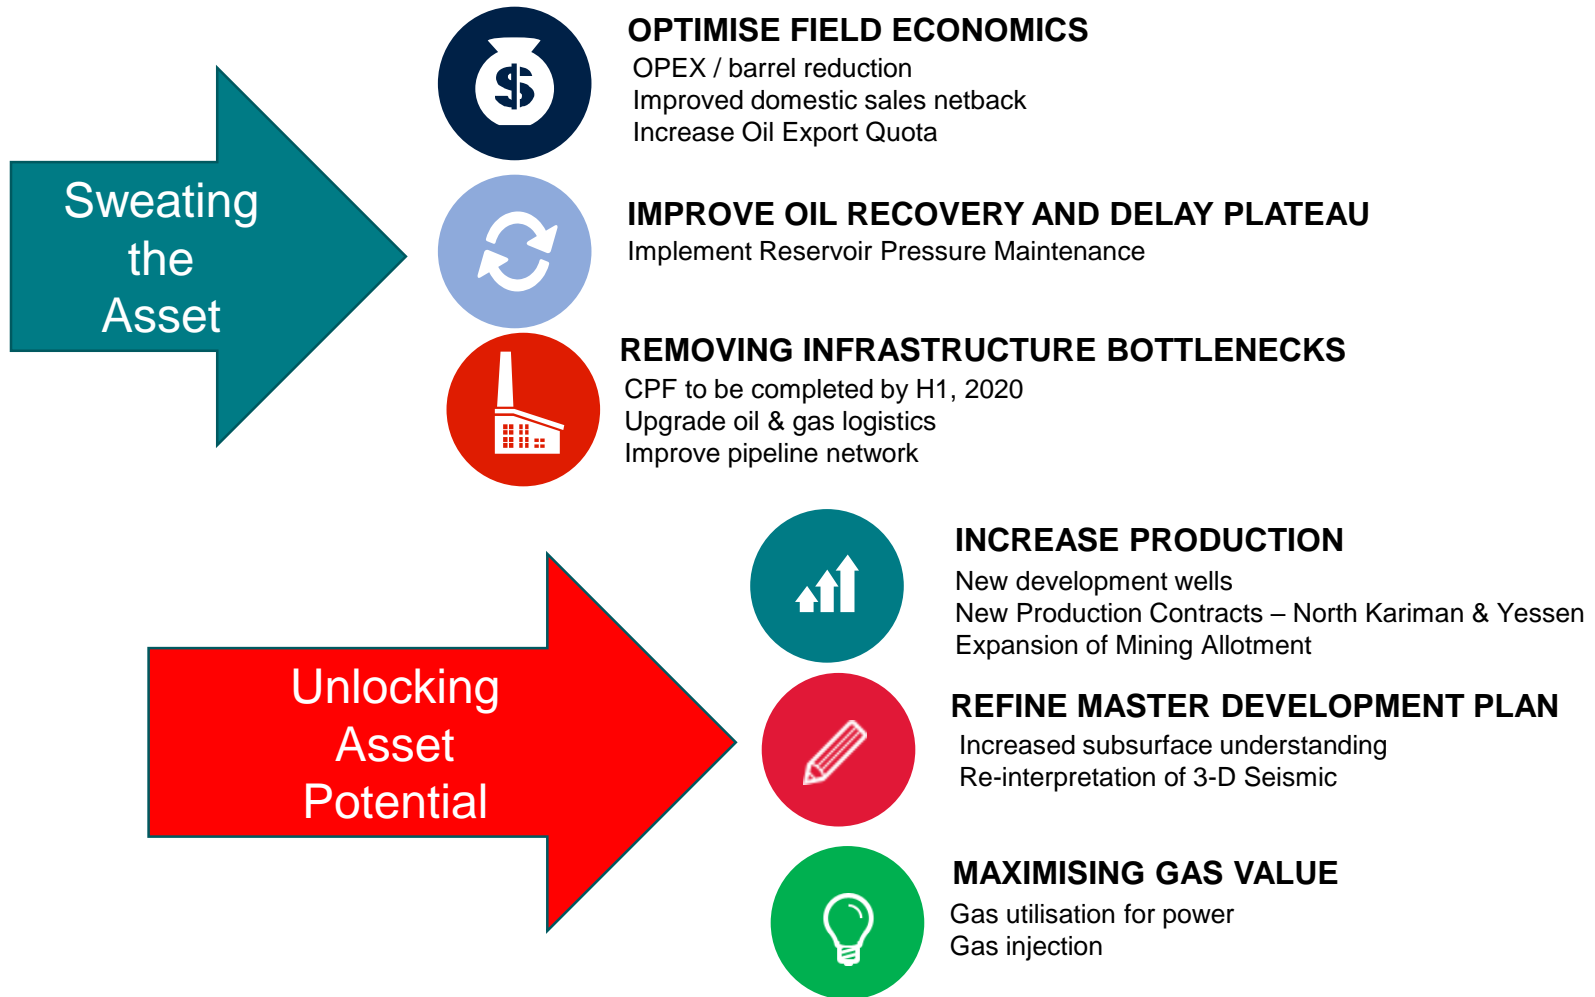 Sweating
the
Asset
OPTIMISE FIELD ECONOMICS
OPEX / barrel reduction
Improved domestic sales netback
Increase Oil Export Quota
IMPROVE OIL RECOVERY AND DELAY PLATEAU
Implement Reservoir Pressure Maintenance
REMOVING INFRASTRUCTURE BOTTLENECKS
CPF to be completed by H1, 2020
Upgrade oil & gas logistics
Improve pipeline network
Unlocking
Asset
Potential
INCREASE PRODUCTION
New development wells
New Production Contracts – North Kariman & Yessen
Expansion of Mining Allotment
REFINE MASTER DEVELOPMENT PLAN
Increased subsurface understanding
Re-interpretation of 3-D Seismic
MAXIMISING GAS VALUE
Gas utilisation for power
Gas injection
$